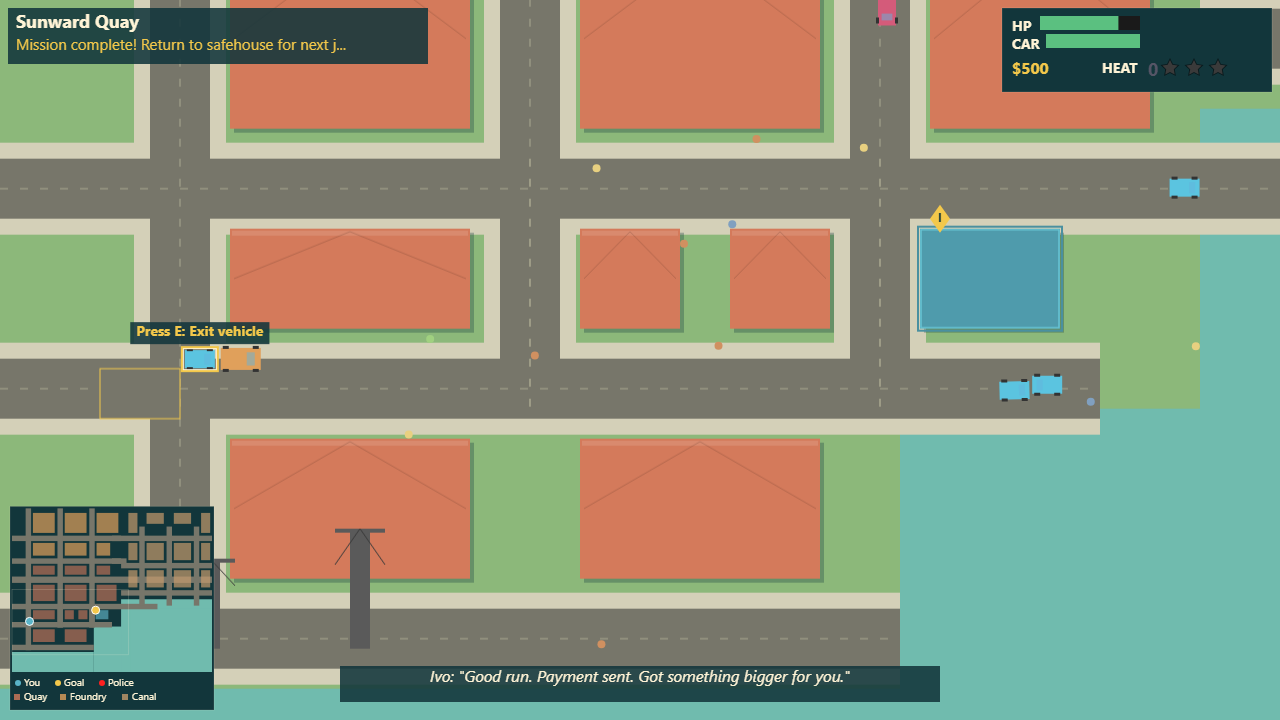 Sunward Quay
Mission complete! Return to safehouse for next j...
HP
CAR
$500 HEAT 0
!
Press E: Exit vehicle
You Goal Police
Quay Foundry Canal
Ivo: "Good run. Payment sent. Got something bigger for you."